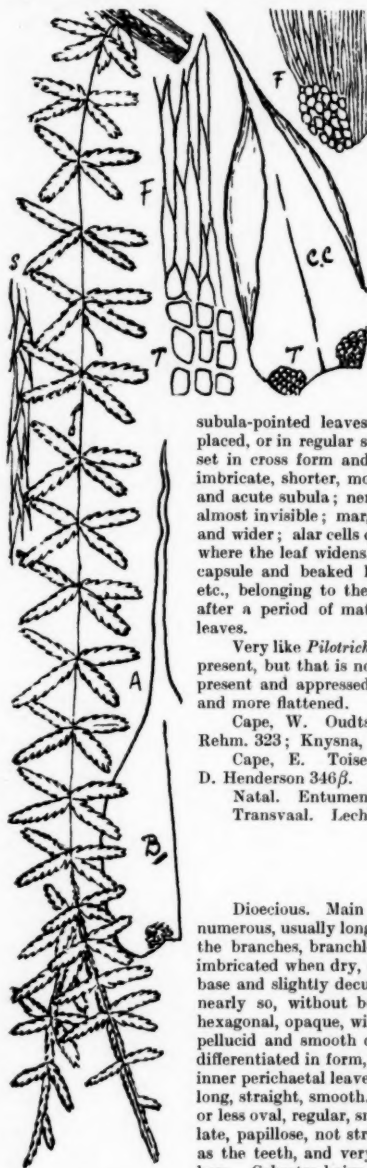 F
F
S
C.C
T
T
subula-pointed leaves
placed, or in regular s
set in cross form and
imbricate, shorter, mo
and acute subula; ner
almost invisible; marg
and wider; alar cells o
where the leaf widens
capsule and beaked l
etc., belonging to the
after a period of mat
leaves.
Very like Pilotrich
present, but that is no
present and appressed
and more flattened.
Cape, W. Oudts
Rehm. 323; Knysna,
Cape, E. Toise
D. Henderson 346β.
Natal. Entumen
Transvaal. Lech
A
B
Dioecious. Main
numerous, usually long
the branches, branchl
imbricated when dry,
base and slightly decu
nearly so, without b
hexagonal, opaque, wi
pellucid and smooth o
differentiated in form,
inner perichaetal leave
long, straight, smooth,
or less oval, regular, sm
late, papillose, not str
as the teeth, and very